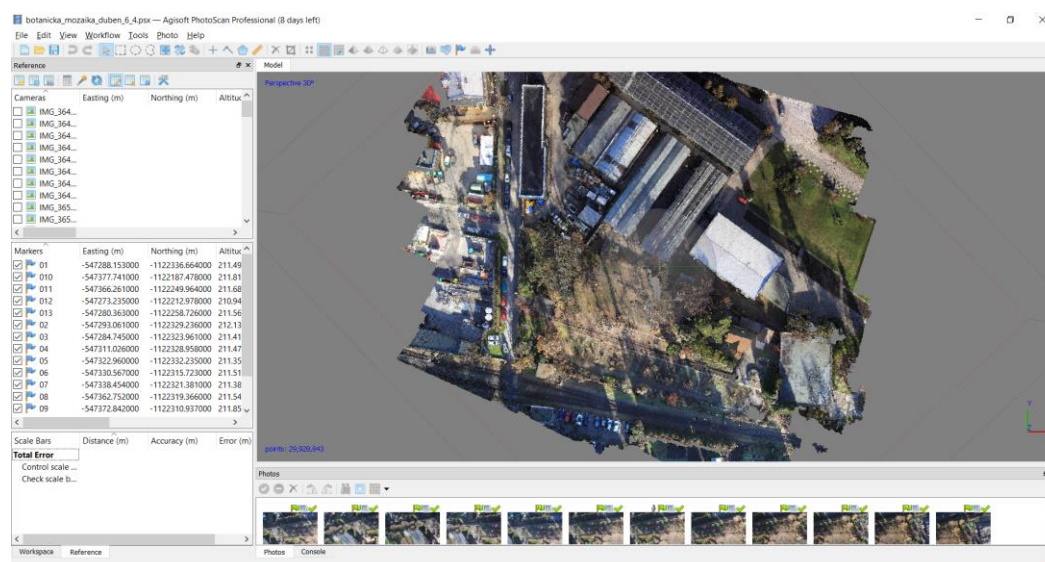 botanicka_mozaika_duben_6_4.psx — Agisoft PhotoScan Professional (8 days left)
File Edit View Workflow Tools Photo Help
Reference
Model
Cameras Easting (m) Northing (m) Altituc
IMG_364...
IMG_364...
IMG_364...
IMG_364...
IMG_364...
IMG_364...
IMG_364...
IMG_364...
IMG_365...
IMG_365...
Markers Easting (m) Northing (m) Altituc
01 -547288.153000 -1122336.664000 211.49
010 -547377.741000 -1122187.478000 211.81
011 -547366.261000 -1122249.964000 211.68
012 -547273.235000 -1122212.978000 210.94
013 -547280.363000 -1122258.726000 211.56
02 -547293.061000 -1122329.236000 212.13
03 -547284.745000 -1122323.961000 211.41
04 -547311.026000 -1122328.958000 211.47
05 -547322.960000 -1122332.235000 211.35
06 -547330.567000 -1122315.723000 211.51
07 -547338.454000 -1122321.381000 211.38
08 -547362.752000 -1122319.366000 211.54
09 -547372.842000 -1122310.937000 211.85
Scale Bars Distance (m) Accuracy (m) Error (m)
Total Error
Control scale ...
Check scale b...
Workspace Reference
Perspective 30°
Y
points: 29,920,943
Photos
Photos Console